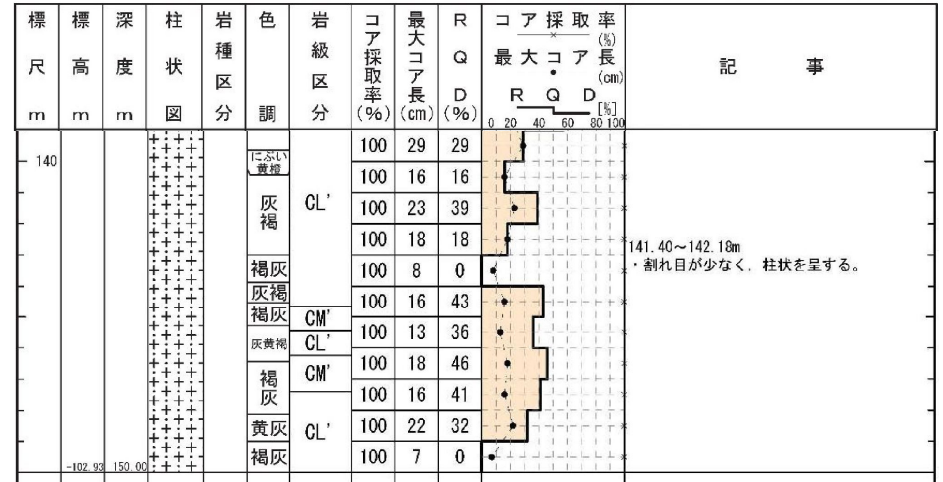 標尺m
標高m
深度m
柱状図
岩種区分
色調
岩級区分
コア採取率(%)
最大コア長(cm)
RQD(%)
コア採取率(%)
最大コア長(cm)
RQD[%]
0 20 40 60 80 100
記事
140
にぶい黄橙
灰褐
褐灰
灰褐
褐灰
灰黄褐
褐灰
黄灰
褐灰
CL'
CM'
CL'
CM'
CL'
100 29 29
100 16 16
100 23 39
100 18 18
100 8 0
100 16 43
100 13 36
100 18 46
100 16 41
100 22 32
100 7 0
141.40~142.18m
・割れ目が少なく、柱状を呈する。
-102.93 150.00